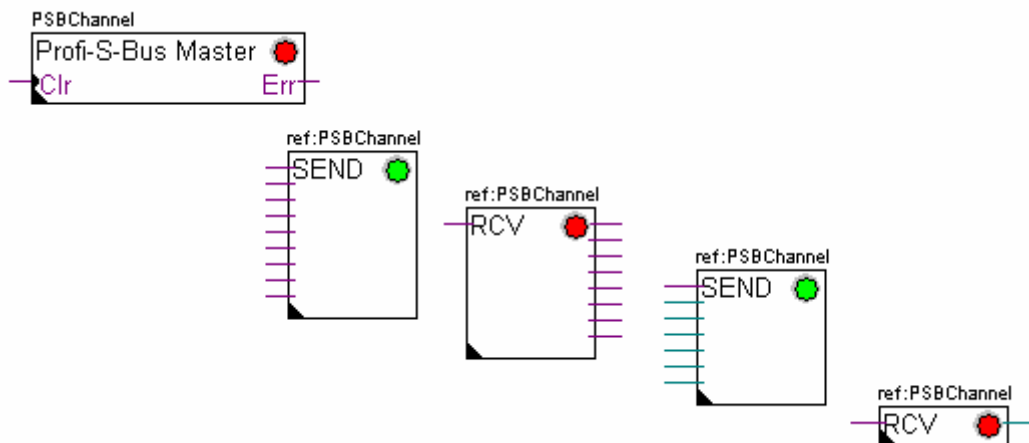 PSBChannel
Profi-S-Bus Master
Clr Err
ref:PSBChannel
SEND
ref:PSBChannel
RCV
ref:PSBChannel
SEND
ref:PSBChannel
RCV